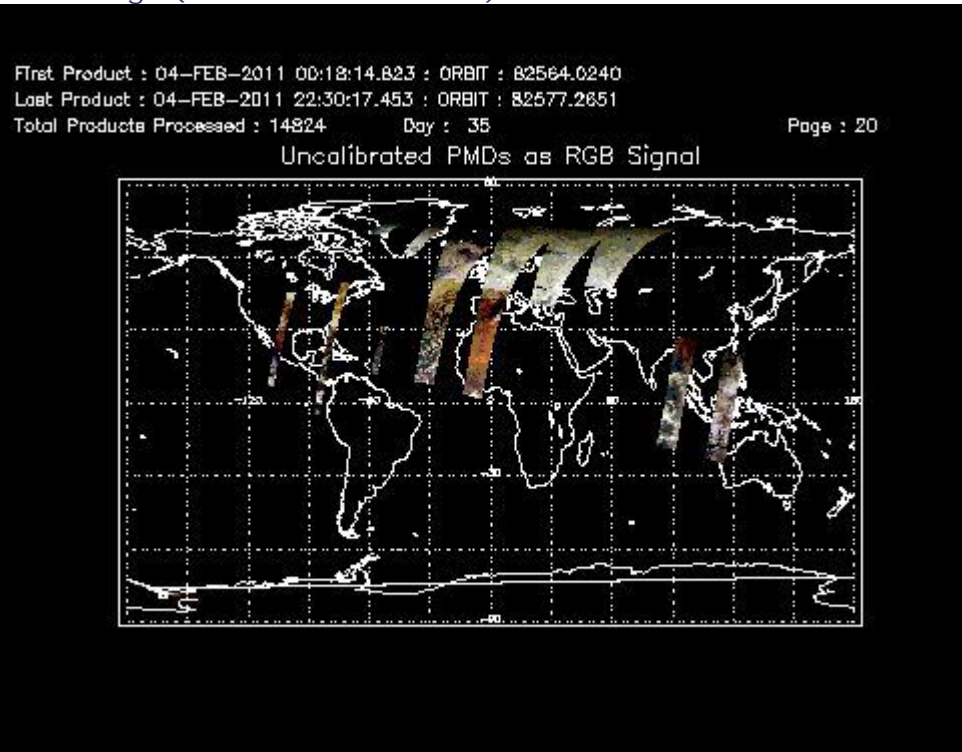 FIrst Product : 04-FEB-2011 00:18:14.823 : ORBIT : 82564.0240
Last Product : 04-FEB-2011 22:30:17.453 : ORBIT : 82577.2651
Total Products Processed : 14824 Day : 35 Page : 20
Uncalibrated PMDs as RGB Signal